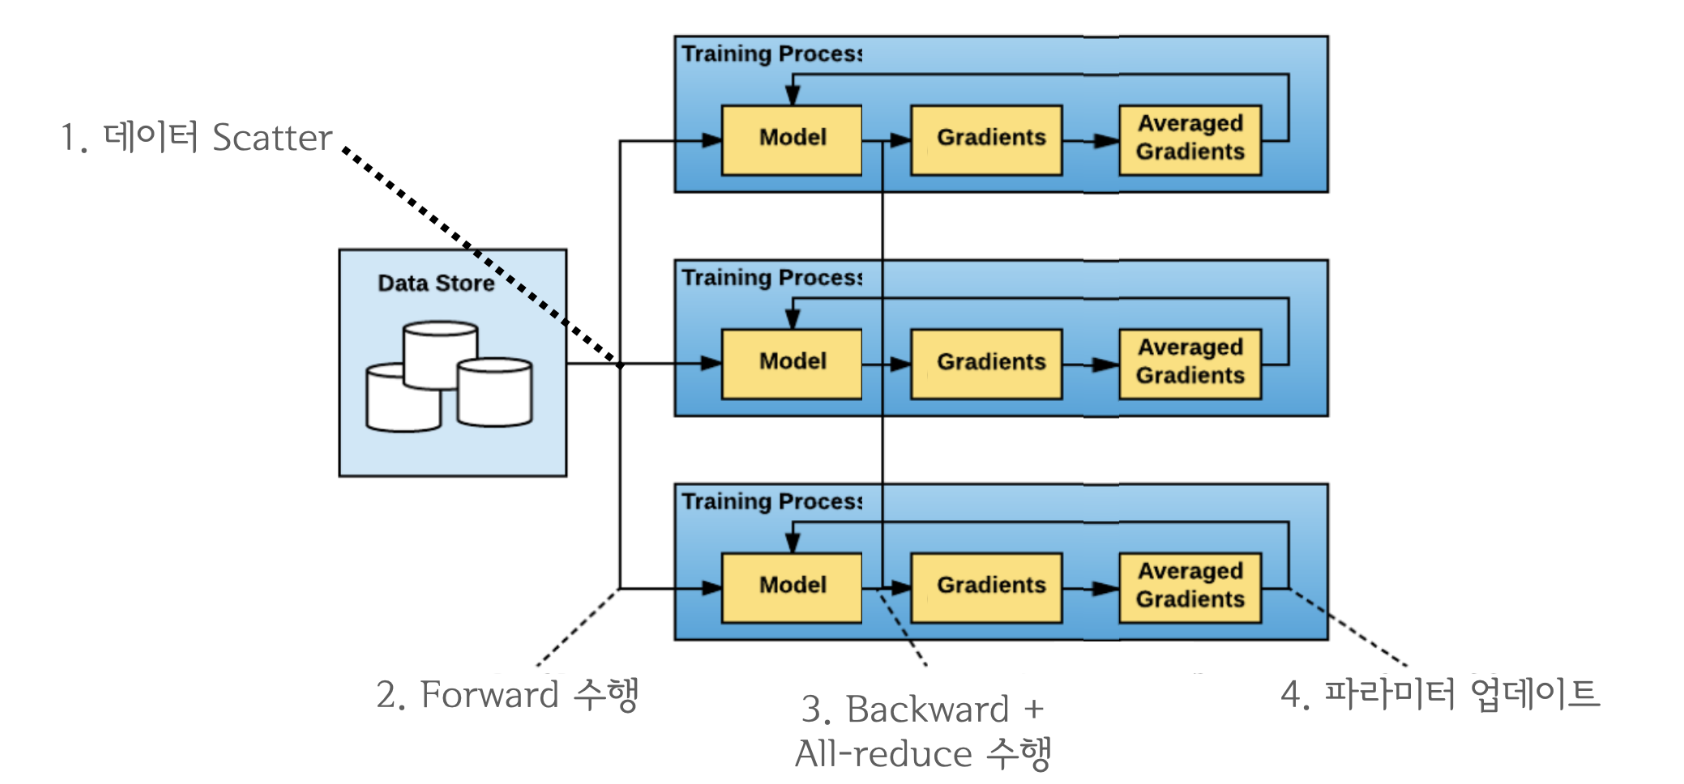 Training Process
Model
Gradients
Averaged
Gradients
1. 데이터 Scatter
Data Store
Training Process
Model
Gradients
Averaged
Gradients
Training Process
Model
Gradients
Averaged
Gradients
2. Forward 수행
3. Backward +
All-reduce 수행
4. 파라미터 업데이트